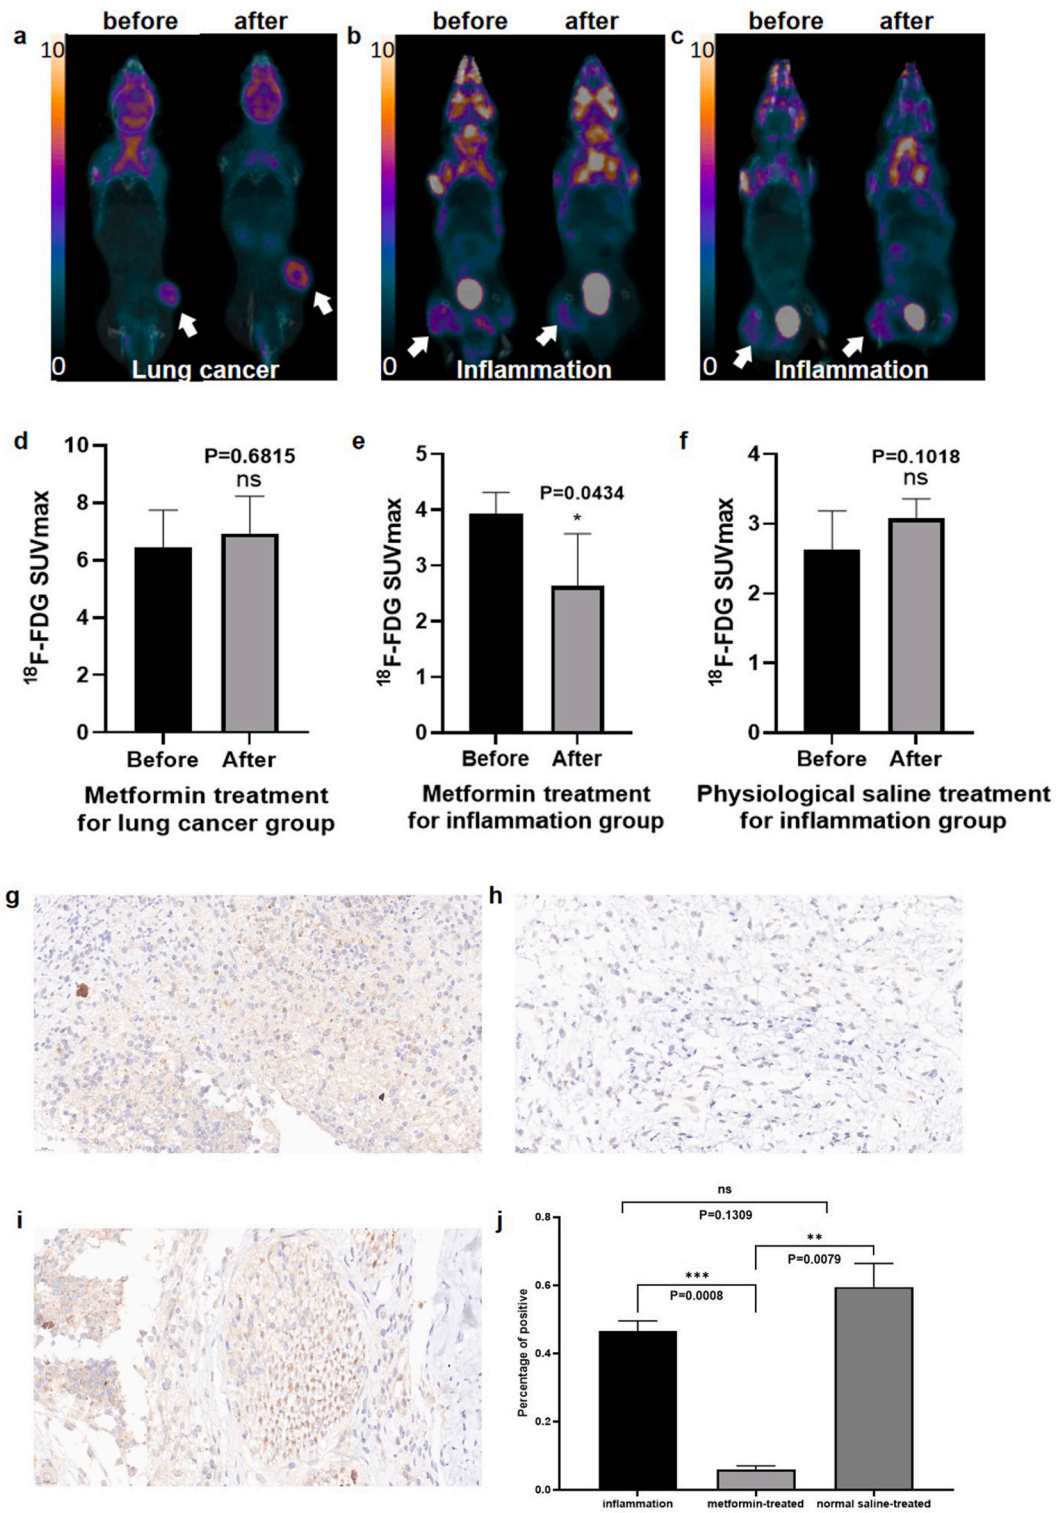 before after
before after
before after
a
10
0
Lung cancer
b
10
0
Inflammation
c
10
0
Inflammation
d
10
8
6
4
2
0
18F-FDG SUVmax
P=0.6815
ns
Before After
Metformin treatment
for lung cancer group
e
5
4
3
2
1
0
18F-FDG SUVmax
P=0.0434
*
Before After
Metformin treatment
for inflammation group
f
4
3
2
1
0
18F-FDG SUVmax
P=0.1018
ns
Before After
Physiological saline treatment
for inflammation group
g
h
i
j
ns
P=0.1309
**
P=0.0079
***
P=0.0008
0.8
0.6
0.4
0.2
0.0
Percentage of positive
inflammation metformin-treated normal saline-treated